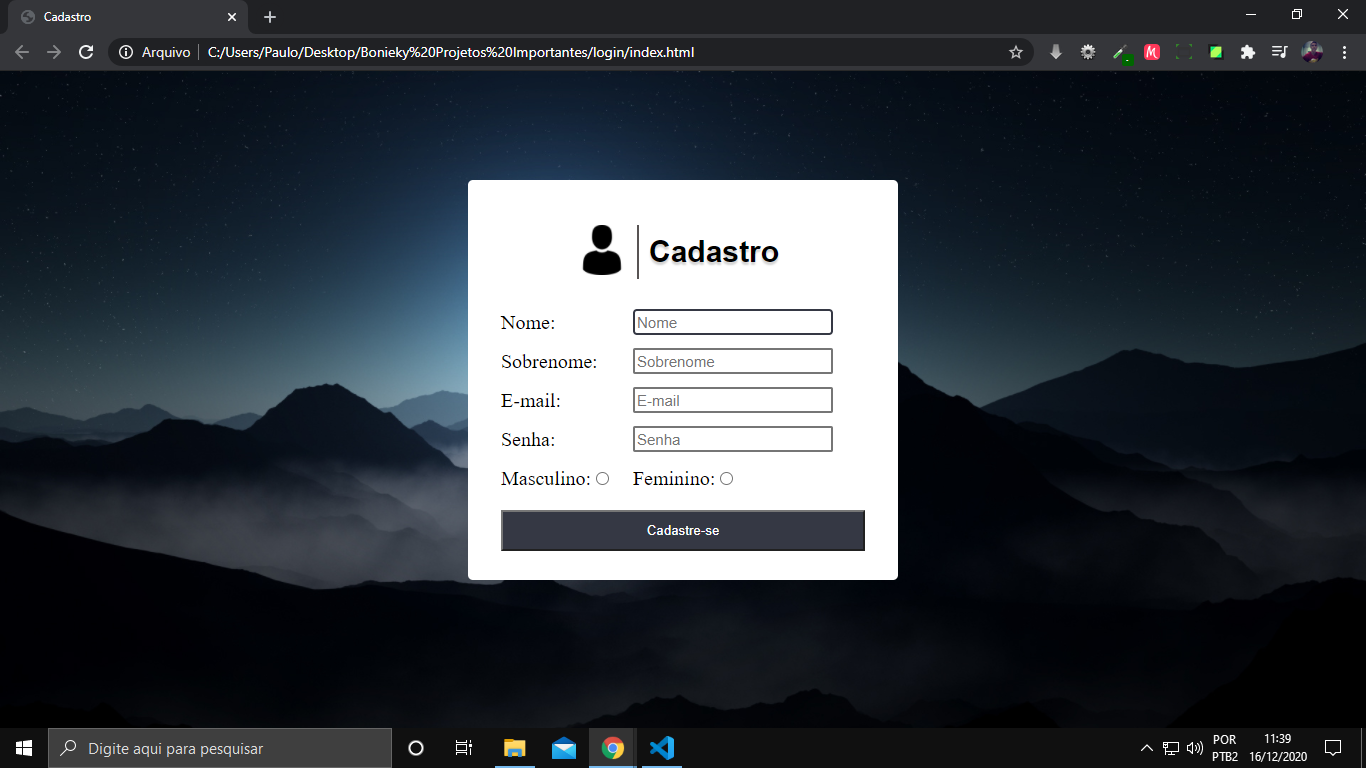 Cadastro
Arquivo
C:/Users/Paulo/Desktop/Bonieky%20Projetos%20Importantes/login/index.html
M
Cadastro
Nome: Nome
Sobrenome: Sobrenome
E-mail: E-mail
Senha: Senha
Masculino: Feminino:
Cadastre-se
Digite aqui para pesquisar
POR 11:39
PTB2 16/12/2020